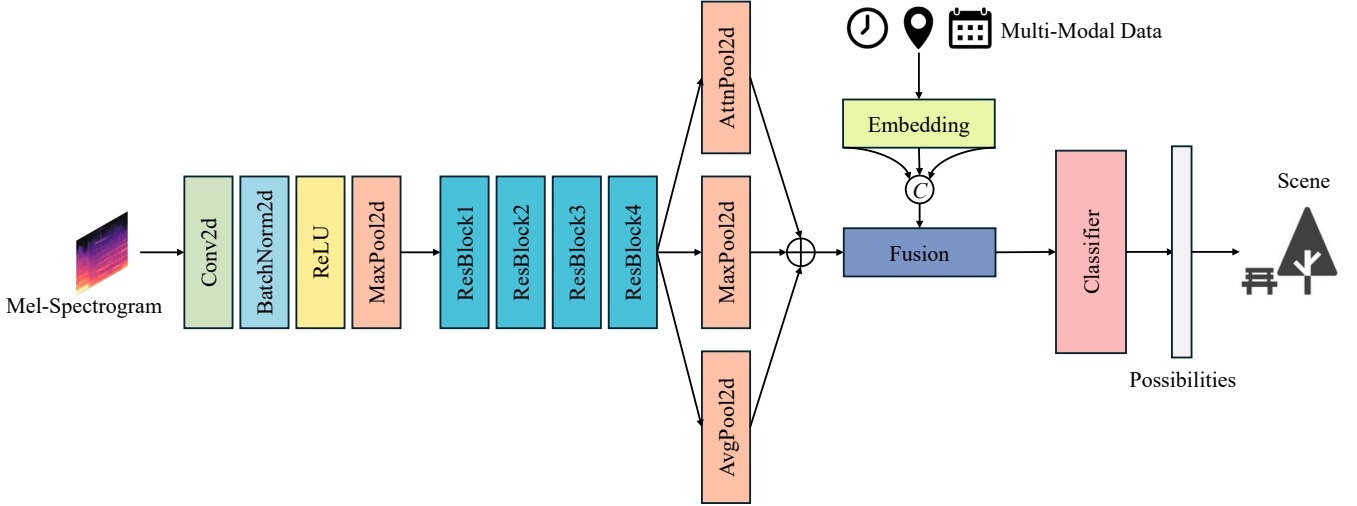 Mel-Spectrogram
Conv2d
BatchNorm2d
ReLU
MaxPool2d
ResBlock1
ResBlock2
ResBlock3
ResBlock4
AttnPool2d
MaxPool2d
AvgPool2d
Multi-Modal Data
Embedding
C
Fusion
Classifier
Possibilities
Scene